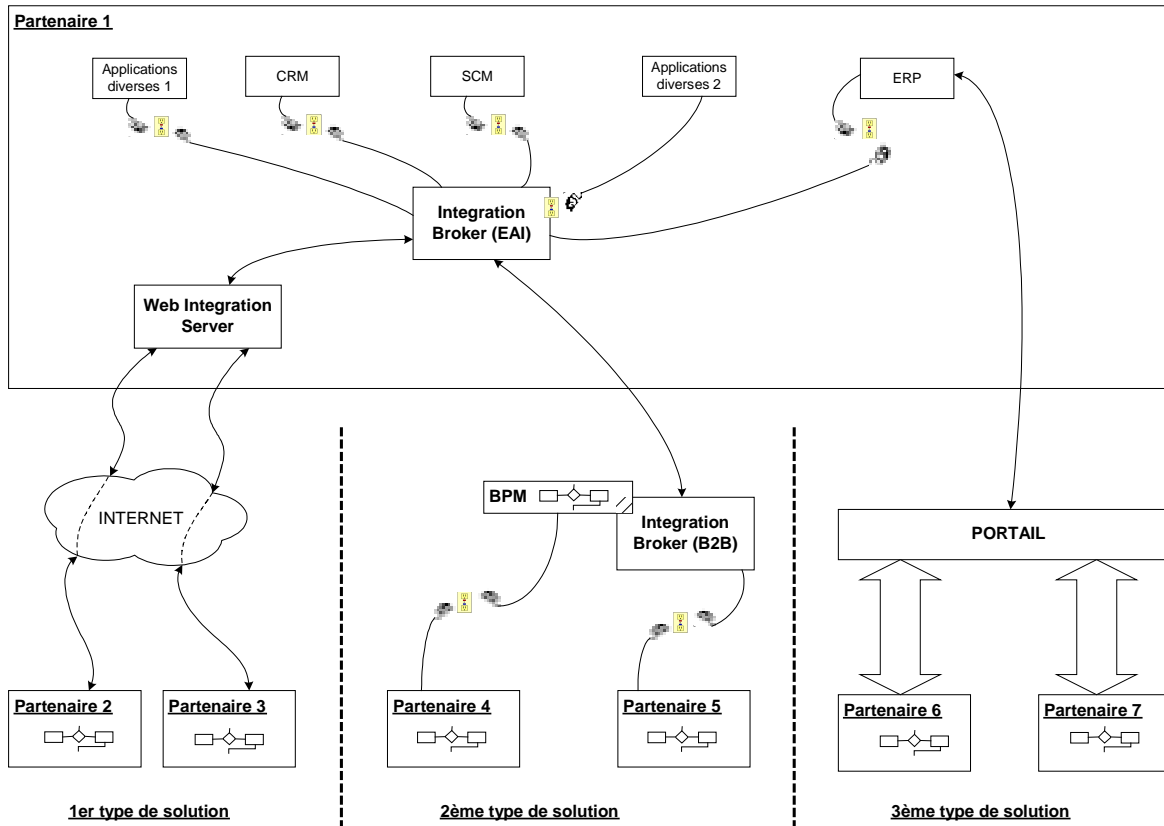 Partenaire 1
Applications
diverses 1
CRM
SCM
Applications
diverses 2
ERP
Integration
Broker (EAI)
Web Integration
Server
INTERNET
BPM
Integration
Broker (B2B)
PORTAIL
Partenaire 2
Partenaire 3
Partenaire 4
Partenaire 5
Partenaire 6
Partenaire 7
1er type de solution
2ème type de solution
3ème type de solution